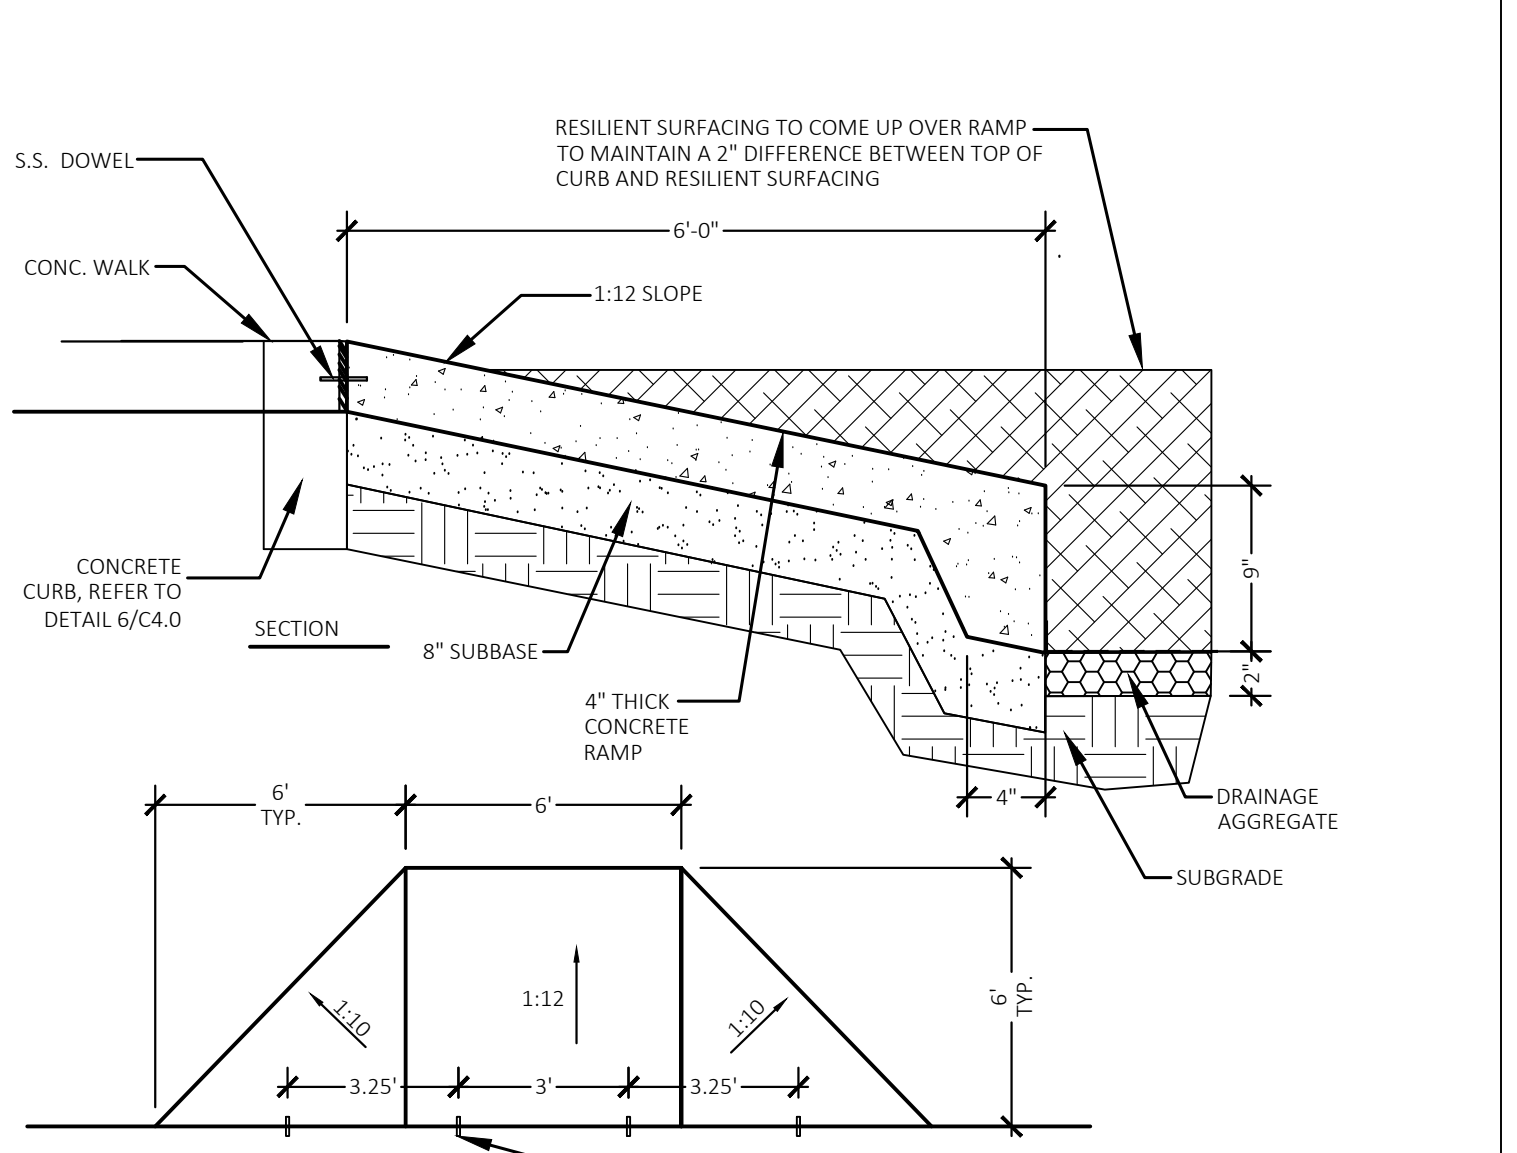 RESILIENT SURFACING TO COME UP OVER RAMP
TO MAINTAIN A 2" DIFFERENCE BETWEEN TOP OF
CURB AND RESILIENT SURFACING
S.S. DOWEL
6'-0"
CONC. WALK
1:12 SLOPE
CONCRETE
CURB, REFER TO
DETAIL 6/C4.0
SECTION
8" SUBBASE
4" THICK
CONCRETE
RAMP
9"
2"
4"
DRAINAGE
AGGREGATE
SUBGRADE
6'
TYP.
6'
1:10
1:12
1:10
6'
TYP.
3.25'
3'
3.25'